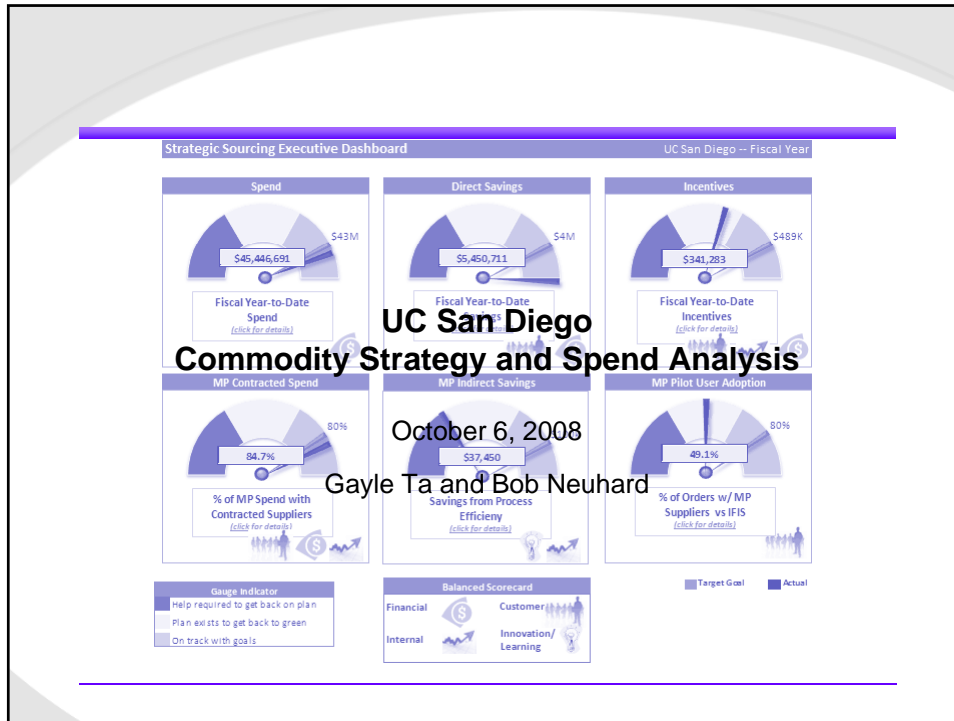 Strategic Sourcing Executive Dashboard UC San Diego -- Fiscal Year
Spend
$43M
$45,446,691
Fiscal Year-to-Date
Spend
(click for details)
Direct Savings
$4M
$5,450,711
Fiscal Year-to-Date
Savings
(click for details)
Incentives
$489K
$341,283
Fiscal Year-to-Date
Incentives
(click for details)
UC San Diego
Commodity Strategy and Spend Analysis
October 6, 2008
Gayle Ta and Bob Neuhard
MP Contracted Spend
80%
84.7%
% of MP Spend with
Contracted Suppliers
(click for details)
MP Indirect Savings
$37,450
Savings from Process
Efficieny
(click for details)
MP Pilot User Adoption
80%
49.1%
% of Orders w/ MP
Suppliers vs IFIS
(click for details)
Gauge Indicator
Help required to get back on plan
Plan exists to get back to green
On track with goals
Balanced Scorecard
Financial
Customer
Internal
Innovation/
Learning
Target Goal
Actual